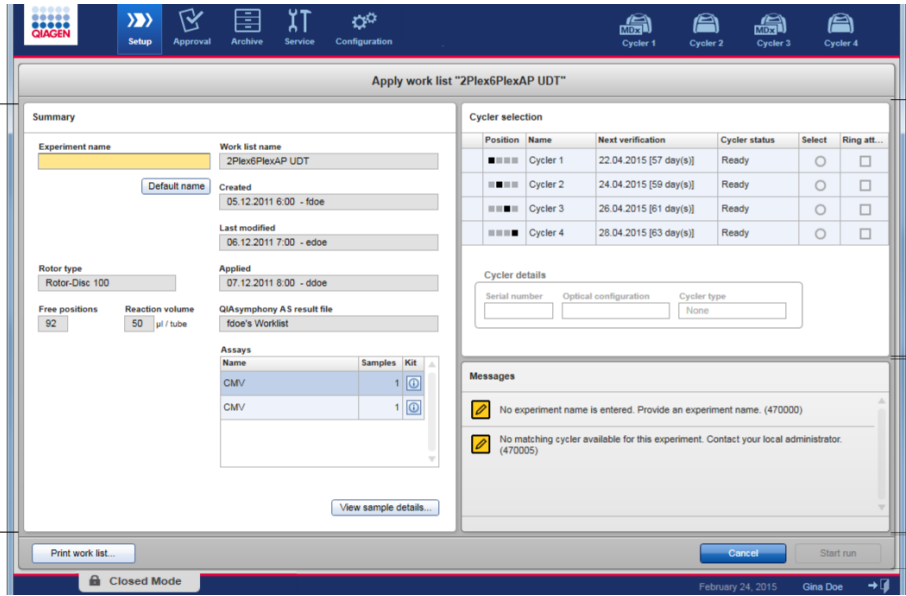 QIAGEN
Setup Approval Archive Service Configuration
MDx MDx
Cycler 1 Cycler 2 Cycler 3 Cycler 4
Apply work list "2Plex6PlexAP UDT"
Summary
Experiment name
Default name
Rotor type
Rotor-Disc 100
Free positions Reaction volume
92 50 µl / tube
Work list name
2Plex6PlexAP UDT
Created
05.12.2011 6:00 - fdoe
Last modified
06.12.2011 7:00 - edoe
Applied
07.12.2011 8:00 - ddoe
QIAsymphony AS result file
fdoe's Worklist
Assays
Name Samples Kit
CMV 1
CMV 1
View sample details...
Cycler selection
Position Name Next verification Cycler status Select Ring att...
Cycler 1 22.04.2015 [57 day(s)] Ready
Cycler 2 24.04.2015 [59 day(s)] Ready
Cycler 3 26.04.2015 [61 day(s)] Ready
Cycler 4 28.04.2015 [63 day(s)] Ready
Cycler details
Serial number Optical configuration Cycler type
None
Messages
No experiment name is entered. Provide an experiment name. (470000)
No matching cycler available for this experiment. Contact your local administrator.
(470005)
Print work list... Cancel Start run
Closed Mode
February 24, 2015 Gina Doe